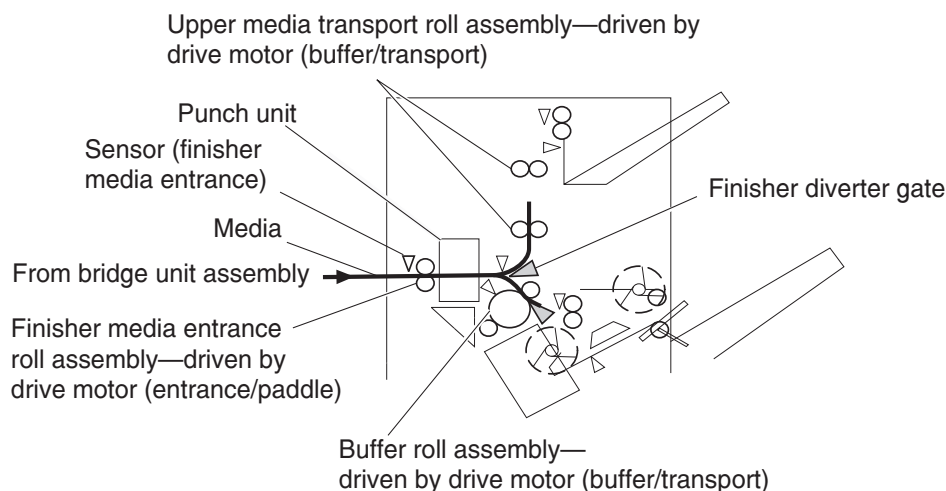 Upper media transport roll assembly—driven by
drive motor (buffer/transport)
Punch unit
Sensor (finisher
media entrance)
Finisher diverter gate
Media
From bridge unit assembly
Finisher media entrance
roll assembly—driven by
drive motor (entrance/paddle)
Buffer roll assembly—
driven by drive motor (buffer/transport)